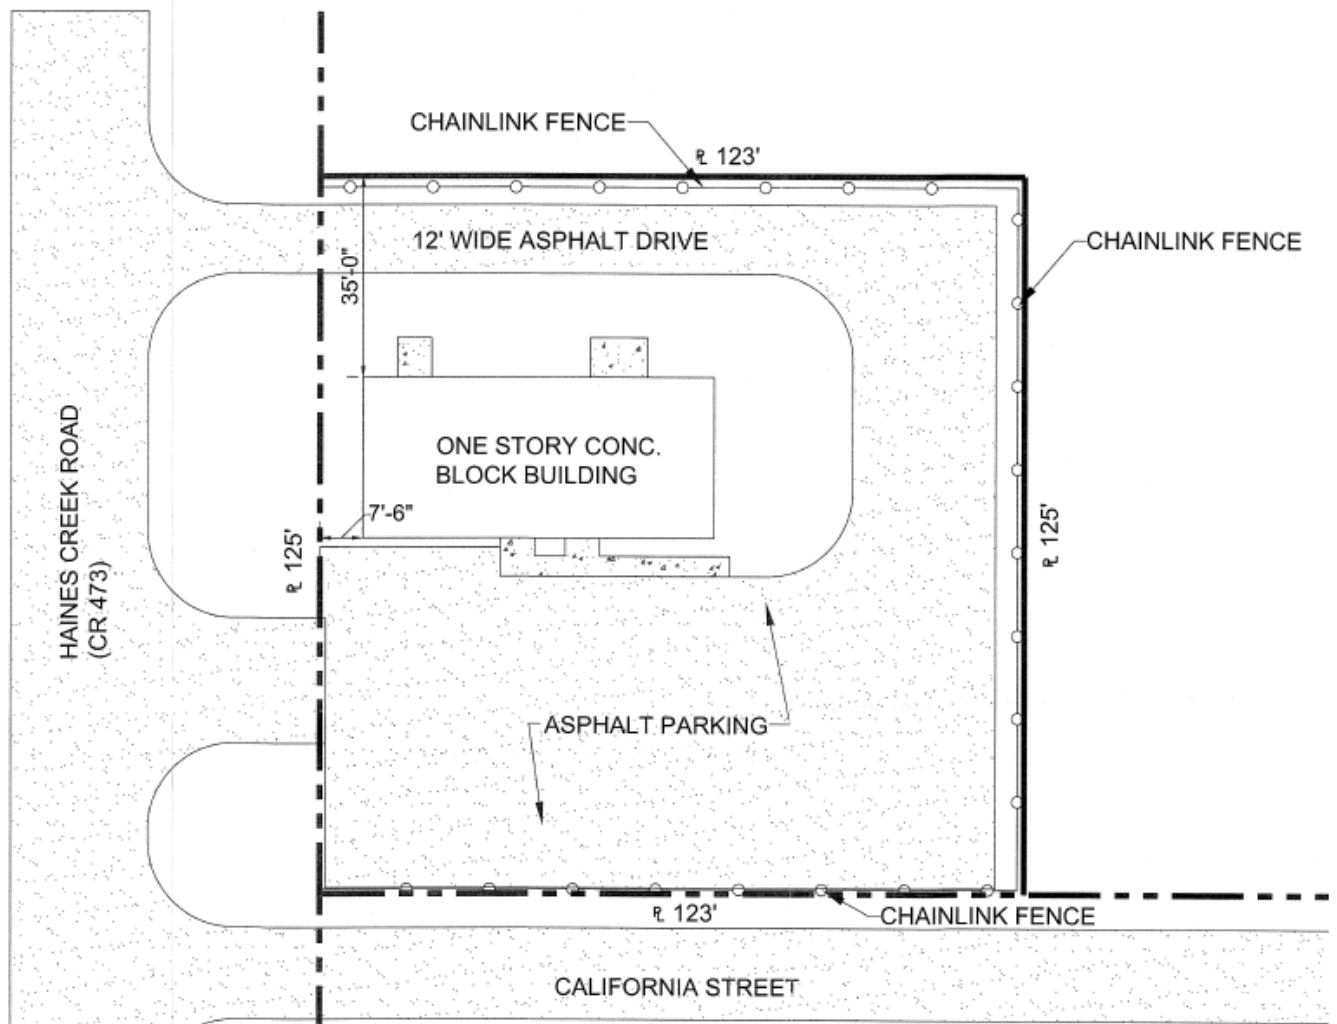 CHAINLINK FENCE
℄ 123'
12' WIDE ASPHALT DRIVE
CHAINLINK FENCE
35'-0"
ONE STORY CONC.
BLOCK BUILDING
7'-6"
℄ 125'
℄ 125'
HAINES CREEK ROAD
(CR 473)
ASPHALT PARKING
℄ 123'
CHAINLINK FENCE
CALIFORNIA STREET